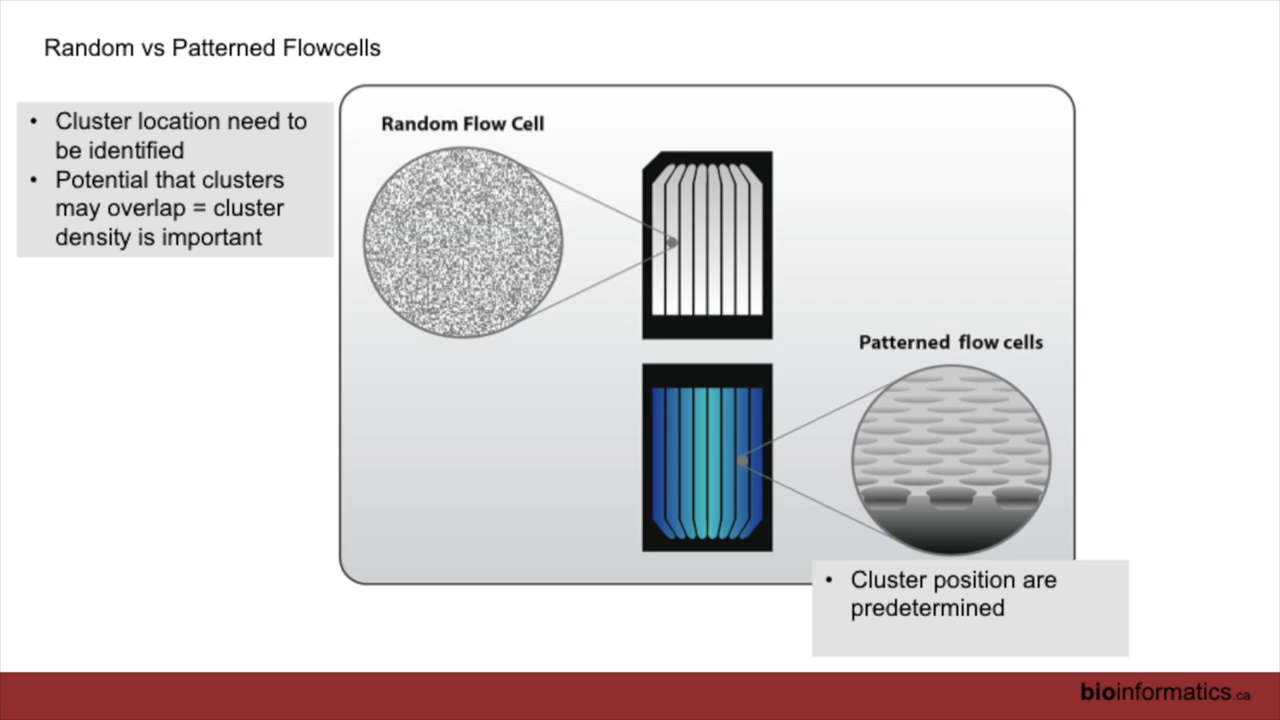 Random vs Patterned Flowcells
• Cluster location need to
be identified
• Potential that clusters
may overlap = cluster
density is important
Random Flow Cell
Patterned flow cells
• Cluster position are
predetermined
bioinformatics.ca